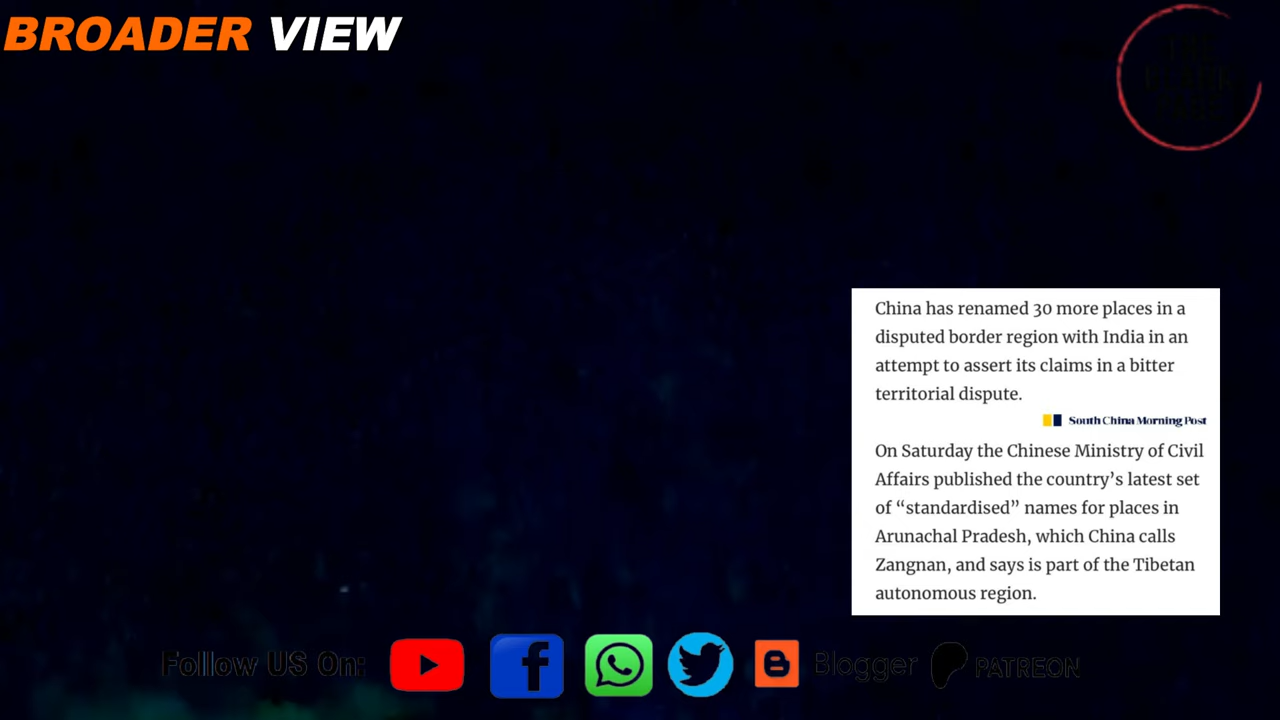 BROADER VIEW
China has renamed 30 more places in a
disputed border region with India in an
attempt to assert its claims in a bitter
territorial dispute.
South China Morning Post
On Saturday the Chinese Ministry of Civil
Affairs published the country’s latest set
of “standardised” names for places in
Arunachal Pradesh, which China calls
Zangnan, and says is part of the Tibetan
autonomous region.
Follow US On: Blogger PATREON